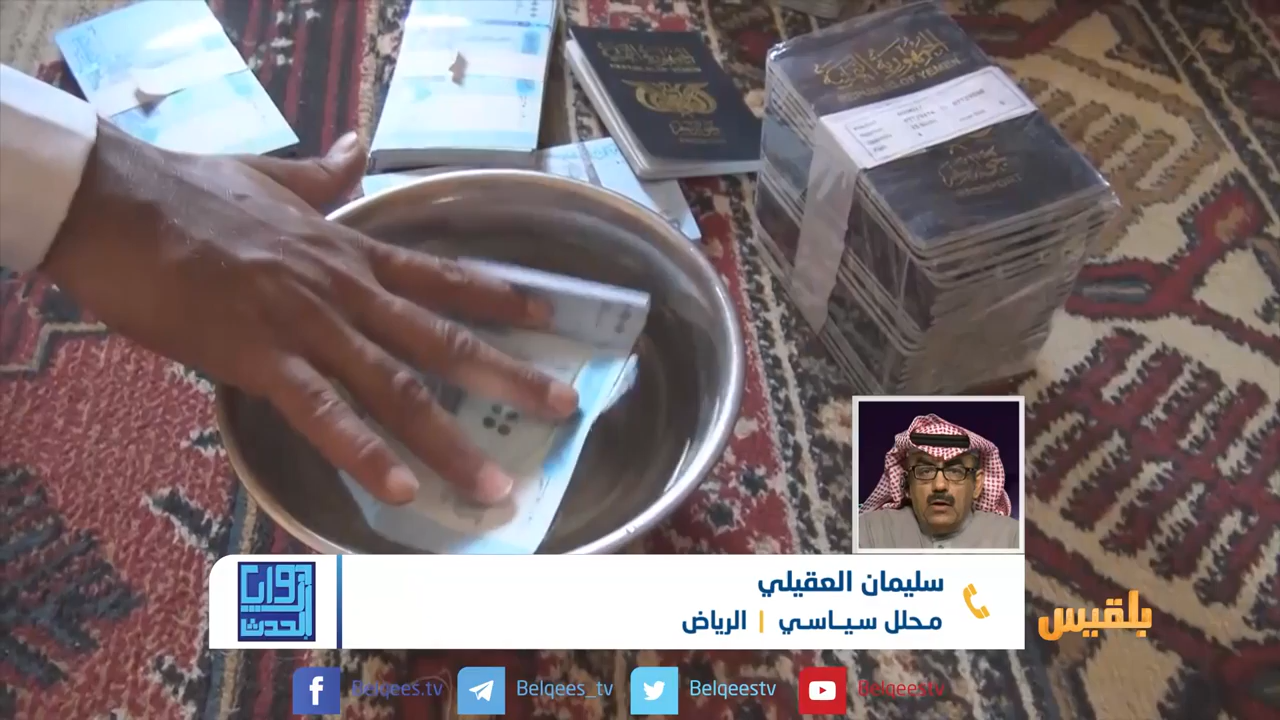 الجمهورية اليمنية
REPUBLIC OF YEMEN
PASSPORT
سليمان العقيلي
محلل سياسي | الرياض
زوايا الحدث
بلقيس
Belqees.tv
Belqees_tv
Belqeestv
Belqeestv